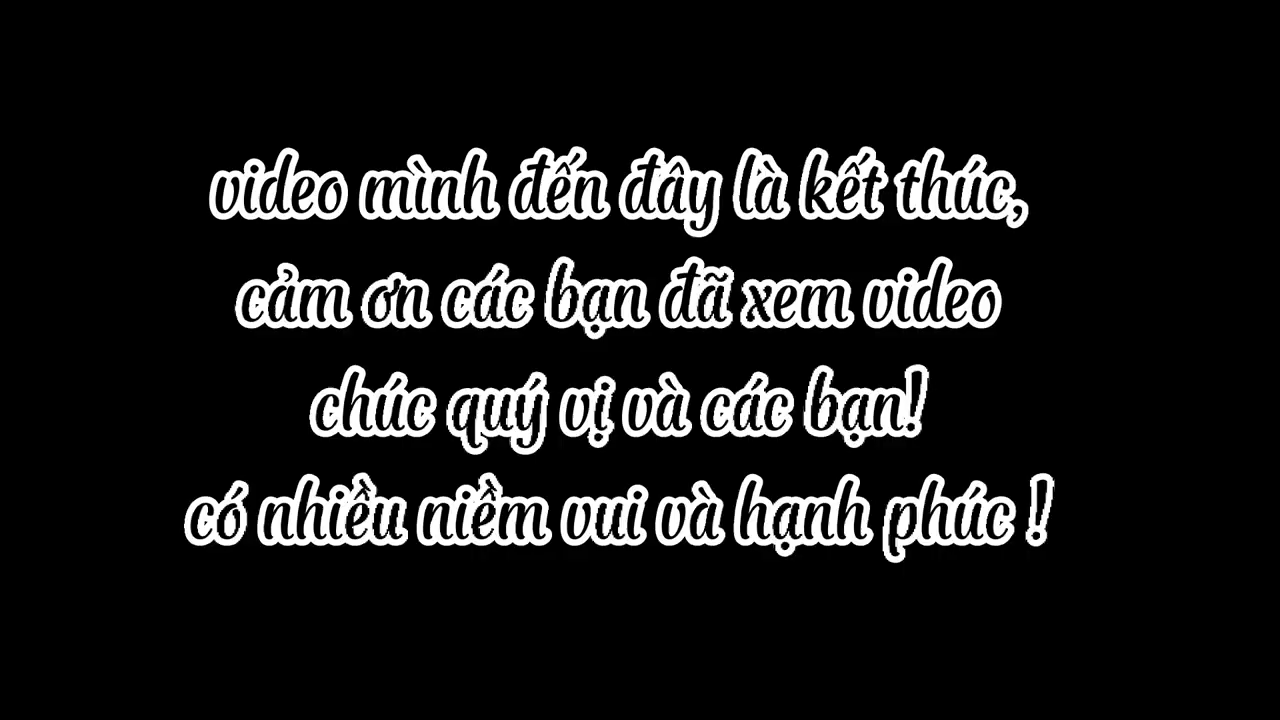 video mình đến đây là kết thúc,
cảm ơn các bạn đã xem video
chúc quý vị và các bạn!
có nhiều niềm vui và hạnh phúc !